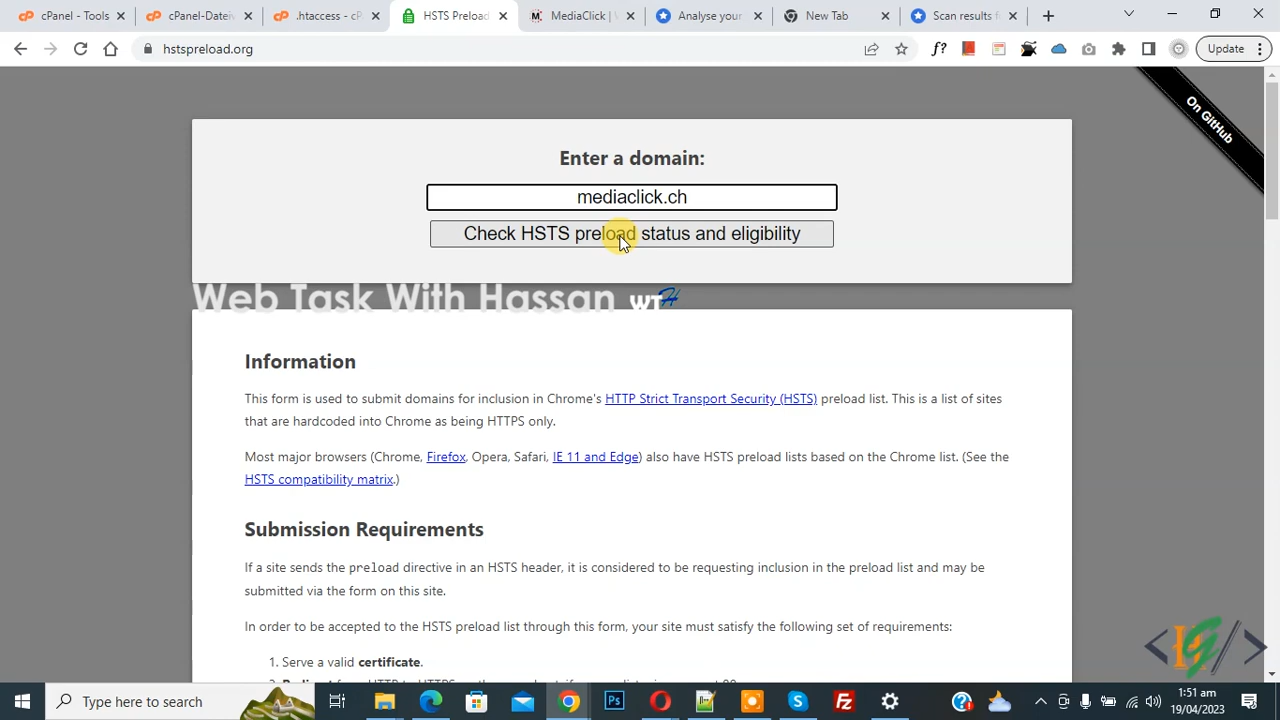 cPanel - Tools
cPanel-Daten
.htaccess - cP
HSTS Preload
MediaClick | W
Analyse your
New Tab
Scan results f
hstspreload.org
f?
Update
On GitHub
Enter a domain:
mediaclick.ch
Check HSTS preload status and eligibility
Web Task With Hassan WTH
Information
This form is used to submit domains for inclusion in Chrome's HTTP Strict Transport Security (HSTS) preload list. This is a list of sites
that are hardcoded into Chrome as being HTTPS only.
Most major browsers (Chrome, Firefox, Opera, Safari, IE 11 and Edge) also have HSTS preload lists based on the Chrome list. (See the
HSTS compatibility matrix.)
Submission Requirements
If a site sends the preload directive in an HSTS header, it is considered to be requesting inclusion in the preload list and may be
submitted via the form on this site.
In order to be accepted to the HSTS preload list through this form, your site must satisfy the following set of requirements:
1. Serve a valid certificate.
Type here to search
1:51 am
19/04/2023